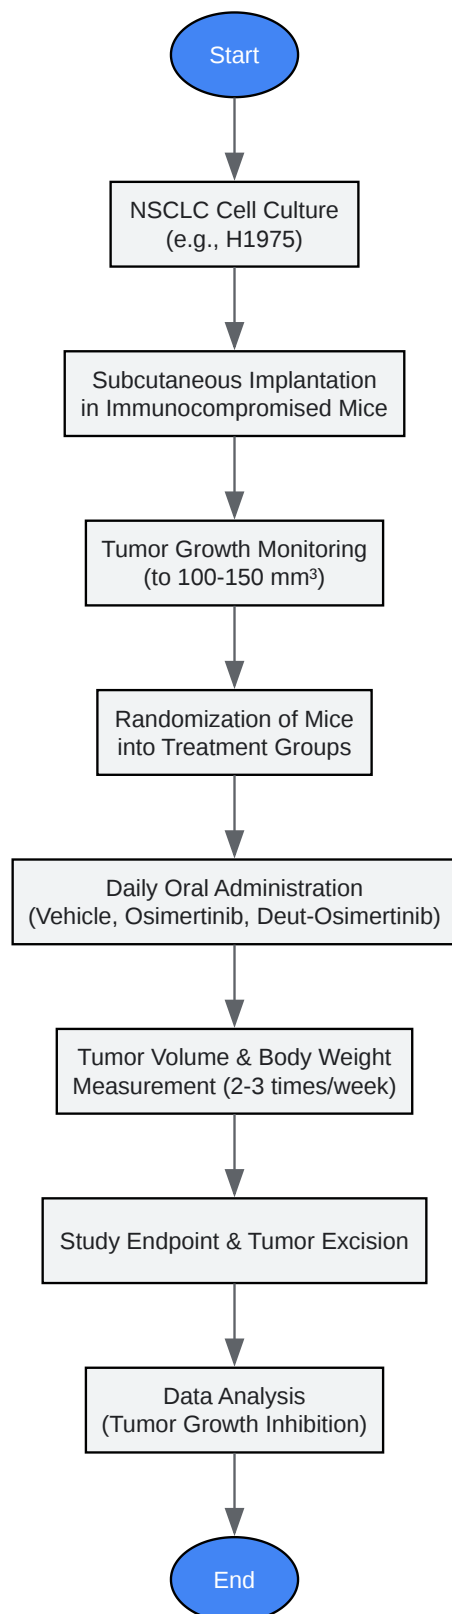 Start
NSCLC Cell Culture
(e.g., H1975)
Subcutaneous Implantation
in Immunocompromised Mice
Tumor Growth Monitoring
(to 100-150 mm³)
Randomization of Mice
into Treatment Groups
Daily Oral Administration
(Vehicle, Osimertinib, Deut-Osimertinib)
Tumor Volume & Body Weight
Measurement (2-3 times/week)
Study Endpoint & Tumor Excision
Data Analysis
(Tumor Growth Inhibition)
End